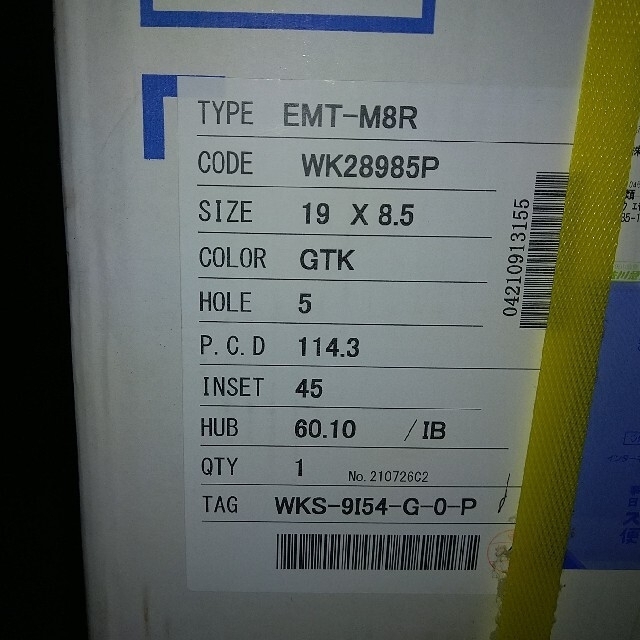 TYPE EMT-M8R
CODE WK28985P
SIZE 19 X 8.5
COLOR GTK
HOLE 5
P.C.D 114.3
INSET 45
HUB 60.10 /IB
QTY 1 No.210726C2
TAG WKS-9I54-G-0-P
04210913155
類